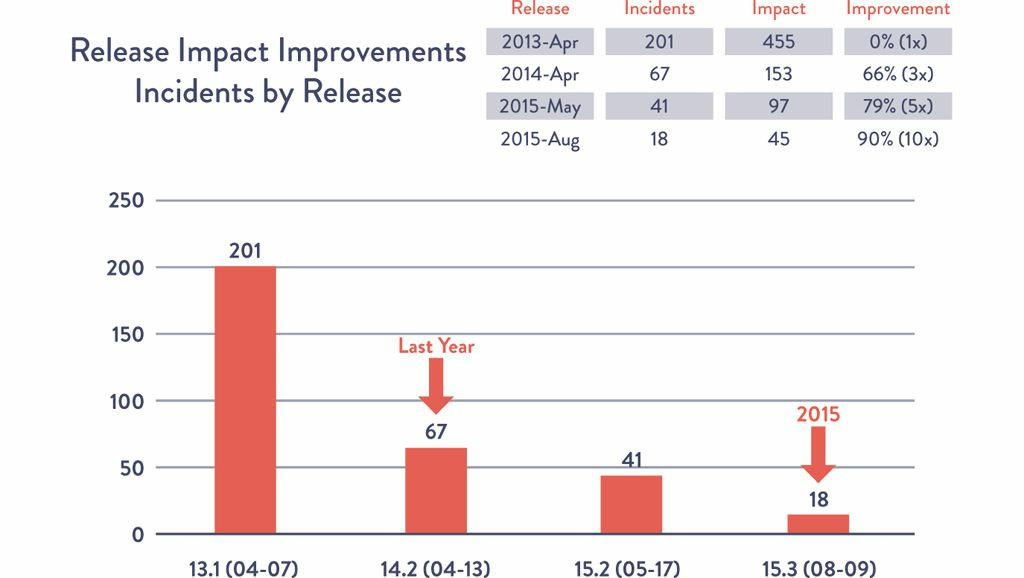 Release Impact Improvements
Incidents by Release
Release Incidents Impact Improvement
2013-Apr 201 455 0% (1x)
2014-Apr 67 153 66% (3x)
2015-May 41 97 79% (5x)
2015-Aug 18 45 90% (10x)
250
201
200
150
Last Year
100
2015
67
41
50
18
0
13.1 (04-07) 14.2 (04-13) 15.2 (05-17) 15.3 (08-09)